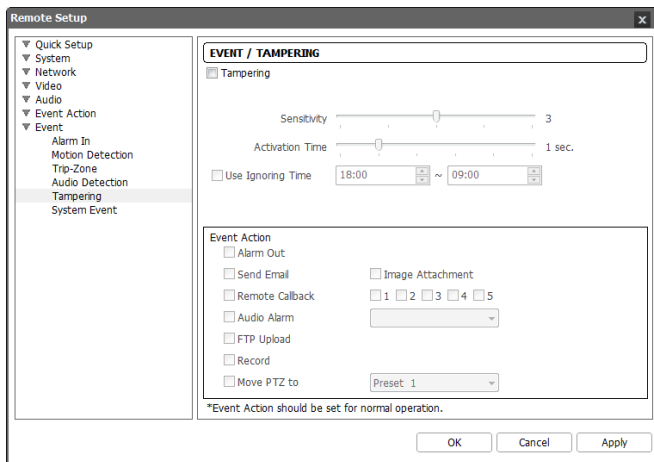 Remote Setup
x
Quick Setup
System
Network
Video
Audio
Event Action
Event
Alarm In
Motion Detection
Trip-Zone
Audio Detection
Tampering
System Event
EVENT / TAMPERING
Tampering
Sensitivity 3
Activation Time 1 sec.
Use Ignoring Time 18:00 ~ 09:00
Event Action
Alarm Out
Send Email Image Attachment
Remote Callback 1 2 3 4 5
Audio Alarm
FTP Upload
Record
Move PTZ to Preset 1
*Event Action should be set for normal operation.
OK Cancel Apply